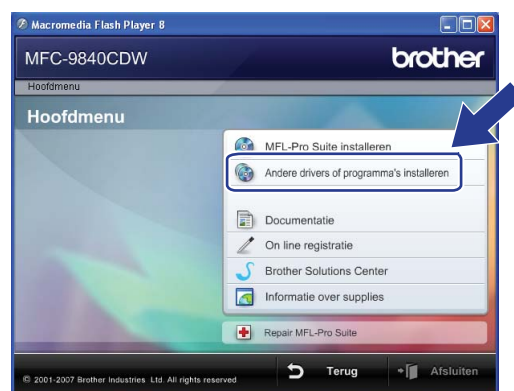 Macromedia Flash Player 8
MFC-9840CDW
brother
Hoofdmenu
Hoofdmenu
MFL-Pro Suite installeren
Andere drivers of programma's installeren
Documentatie
On line registratie
Brother Solutions Center
Informatie over supplies
Repair MFL-Pro Suite
© 2001-2007 Brother Industries Ltd. All rights reserved
Terug
Afsluiten